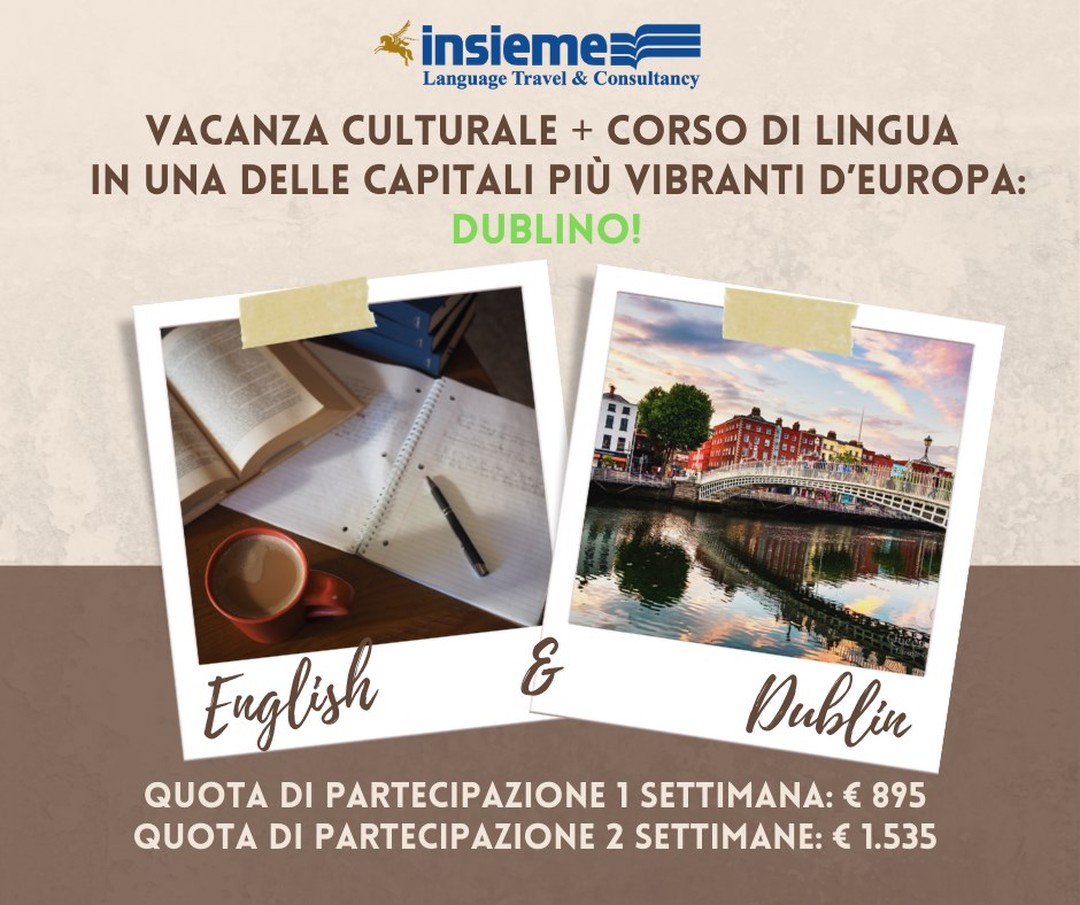 insieme
Language Travel & Consultancy
VACANZA CULTURALE + CORSO DI LINGUA
IN UNA DELLE CAPITALI PIÙ VIBRANTI D'EUROPA:
DUBLINO!
English & Dublin
QUOTA DI PARTECIPAZIONE 1 SETTIMANA: € 895
QUOTA DI PARTECIPAZIONE 2 SETTIMANE: € 1.535